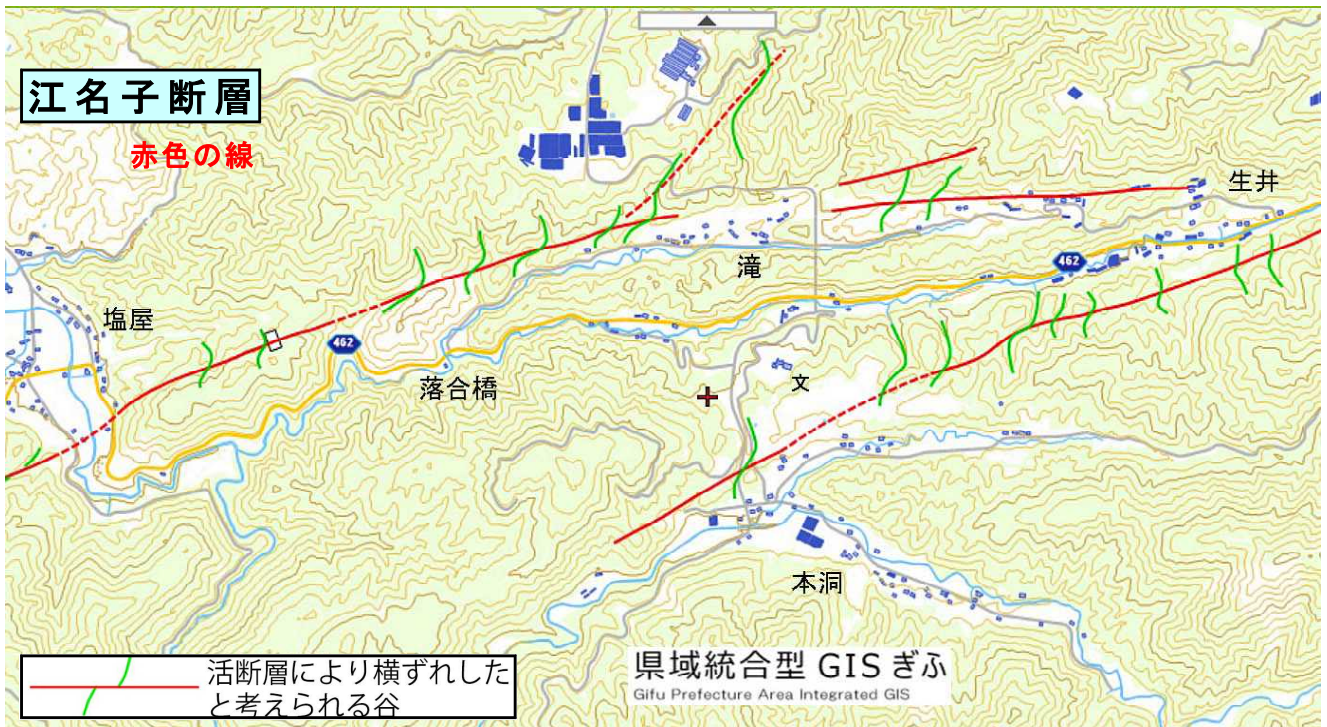 江名子断層
赤色の線
生井
滝
462
塩屋
462
落合橋
文
本洞
活断層により横ずれした
と考えられる谷
県域統合型 GIS ぎふ
Gifu Prefecture Area Integrated GIS